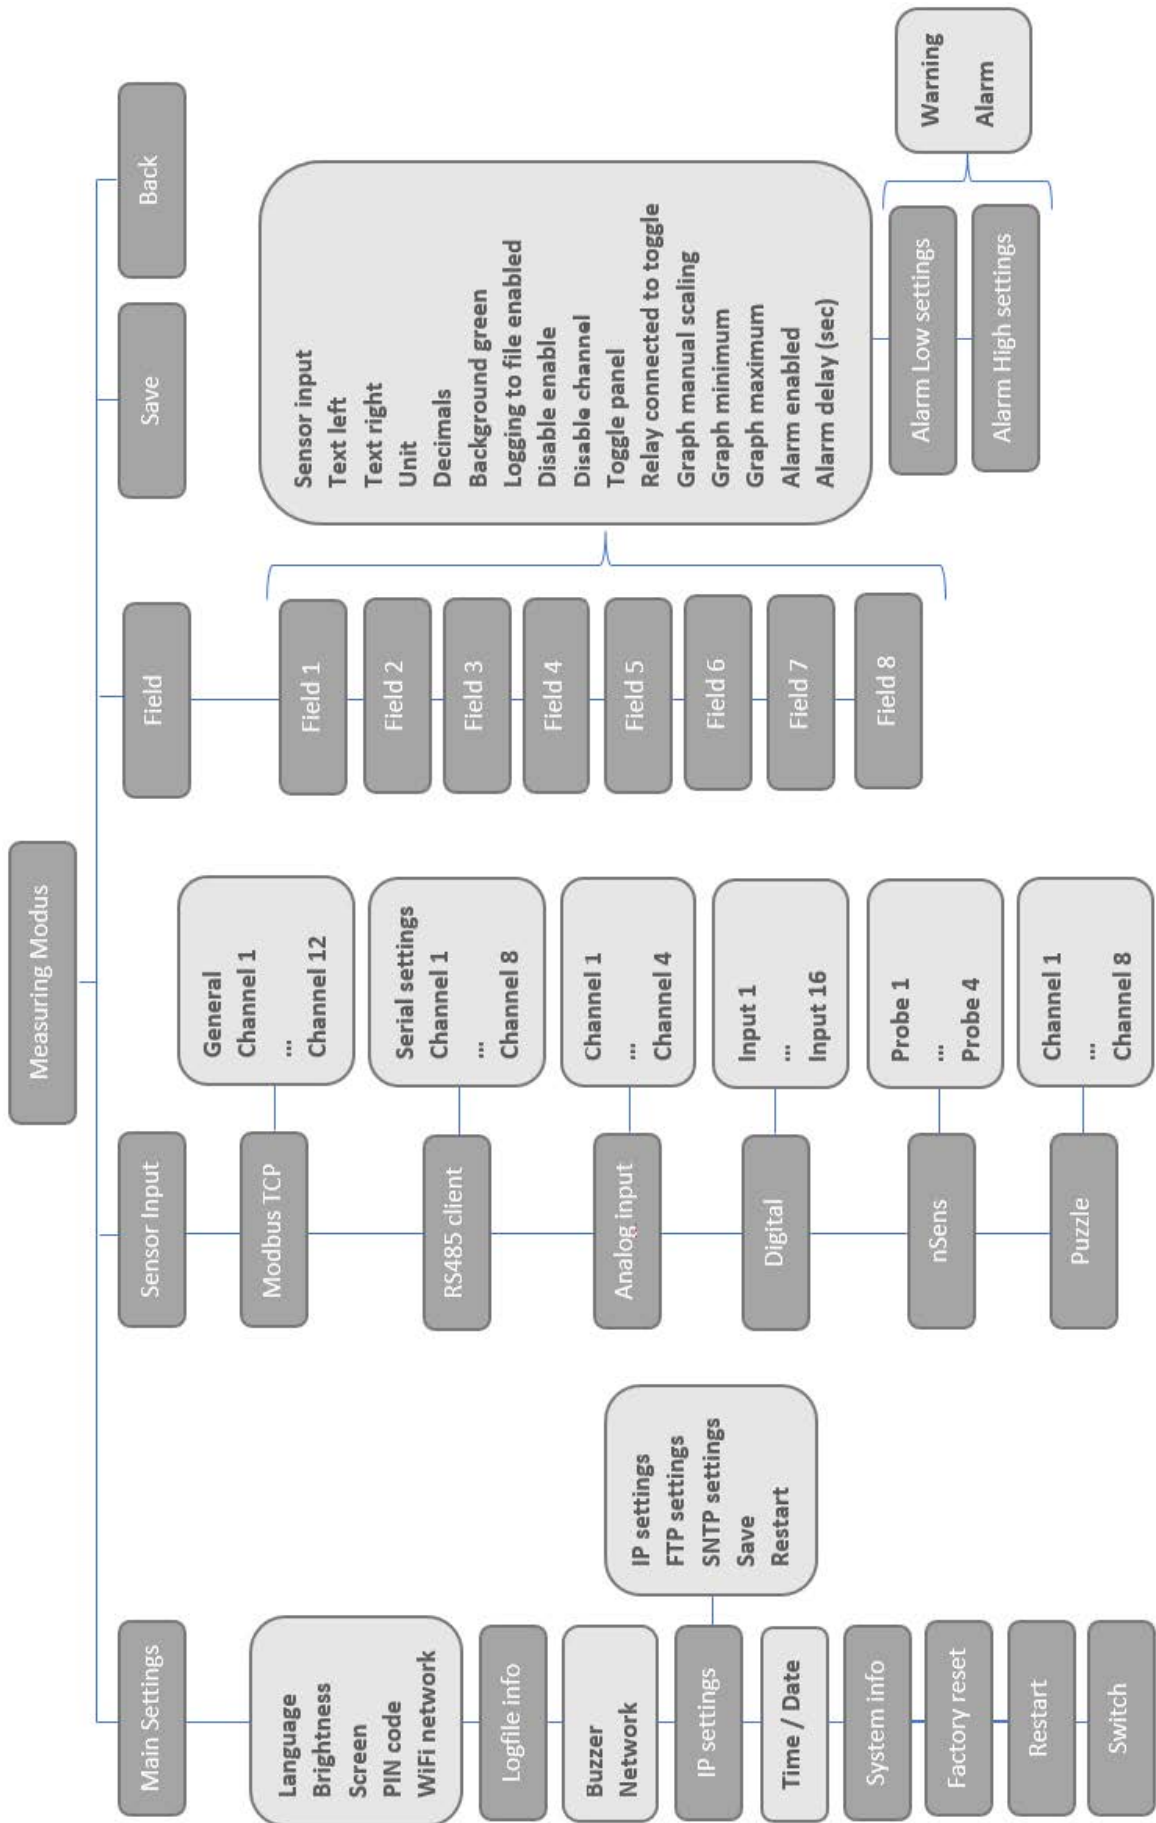 Measuring Modus
Main Settings
Language
Brightness
Screen
PIN code
WiFi network
Logfile info
Buzzer
Network
IP settings
IP settings
FTP settings
SNTP settings
Save
Restart
Time / Date
System info
Factory reset
Restart
Switch
Sensor Input
Modbus TCP
General
Channel 1
...
Channel 12
RS485 client
Serial settings
Channel 1
...
Channel 8
Analog input
Channel 1
...
Channel 4
Digital
Input 1
...
Input 16
nSens
Probe 1
...
Probe 4
Puzzle
Channel 1
...
Channel 8
Field
Field 1
Field 2
Field 3
Field 4
Field 5
Field 6
Field 7
Field 8
Sensor input
Text left
Text right
Unit
Decimals
Background green
Logging to file enabled
Disable enable
Disable channel
Toggle panel
Relay connected to toggle
Graph manual scaling
Graph minimum
Graph maximum
Alarm enabled
Alarm delay (sec)
Alarm Low settings
Alarm High settings
Warning
Alarm
Save
Back